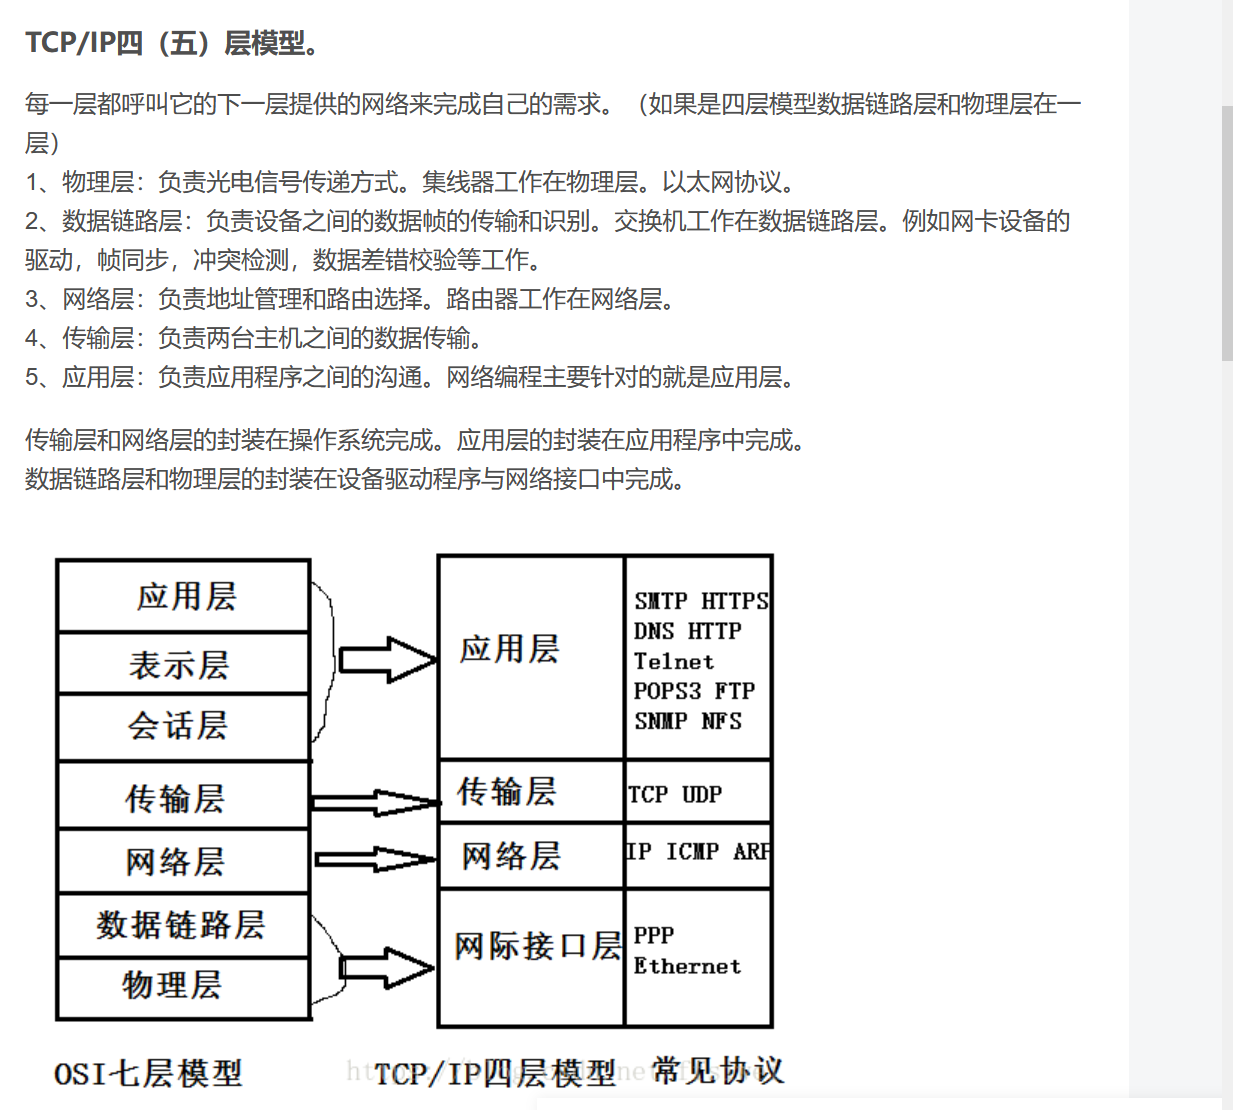 TCP/IP四（五）层模型。
每一层都呼叫它的下一层提供的网络来完成自己的需求。（如果是四层模型数据链路层和物理层在一
层）
1、物理层：负责光电信号传递方式。集线器工作在物理层。以太网协议。
2、数据链路层：负责设备之间的数据帧的传输和识别。交换机工作在数据链路层。例如网卡设备的
驱动，帧同步，冲突检测，数据差错校验等工作。
3、网络层：负责地址管理和路由选择。路由器工作在网络层。
4、传输层：负责两台主机之间的数据传输。
5、应用层：负责应用程序之间的沟通。网络编程主要针对的就是应用层。
传输层和网络层的封装在操作系统完成。应用层的封装在应用程序中完成。
数据链路层和物理层的封装在设备驱动程序与网络接口中完成。
应用层
表示层
会话层
传输层
网络层
数据链路层
物理层
OSI七层模型
应用层
传输层
网络层
网际接口层
TCP/IP四层模型
SMTP HTTPS
DNS HTTP
Telnet
POPS3 FTP
SNMP NFS
TCP UDP
IP ICMP ARP
PPP
Ethernet
常见协议